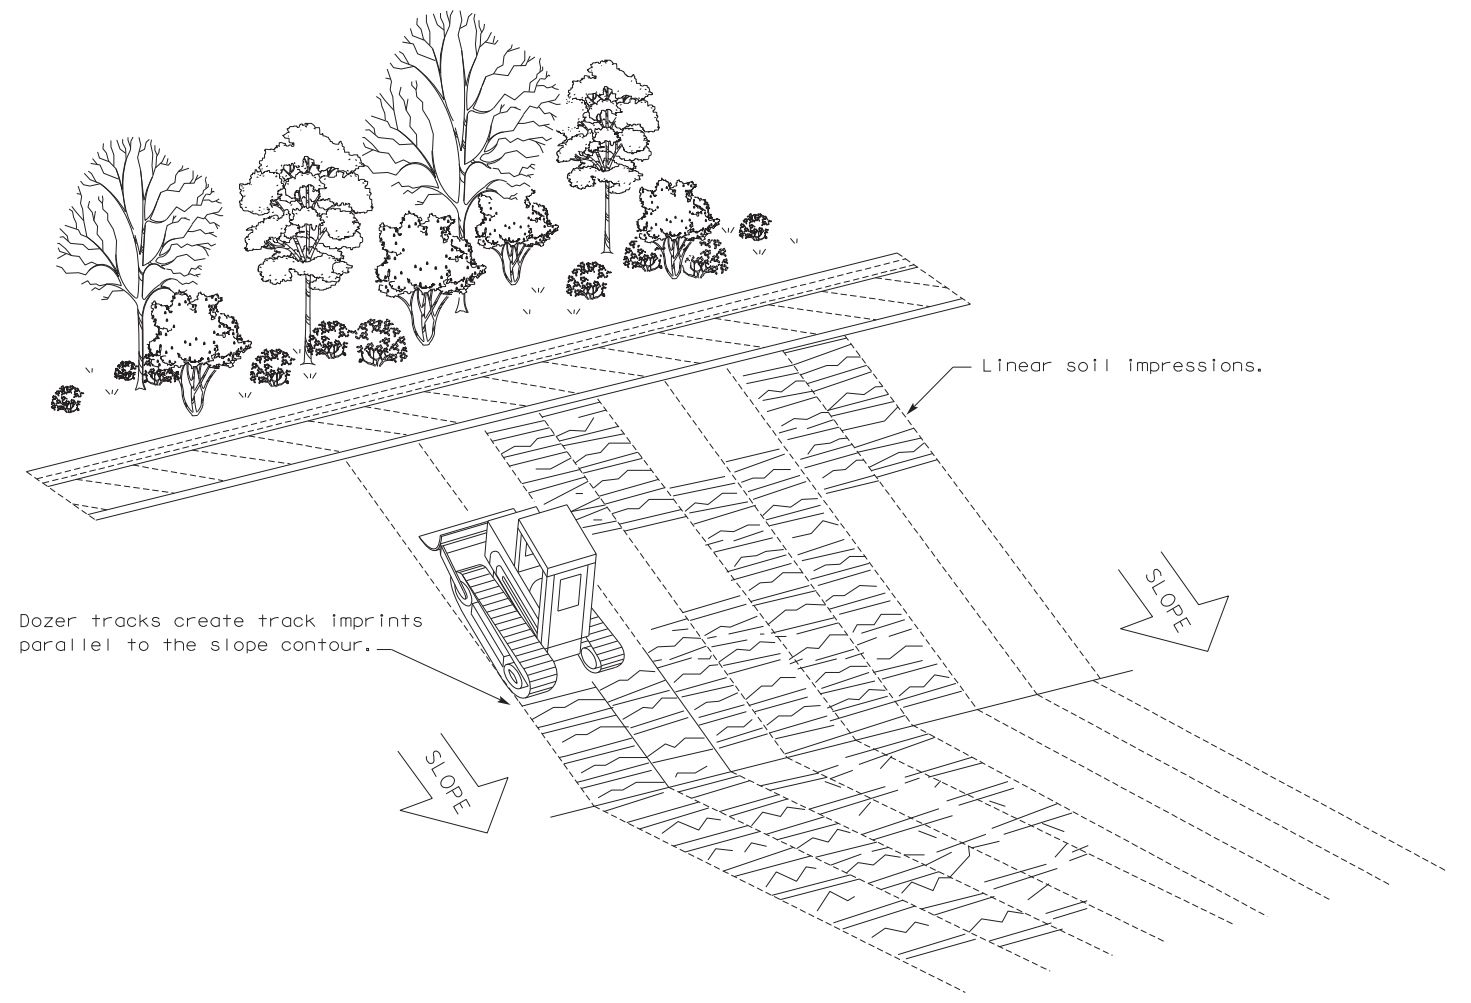 Linear soil impressions.
SLOPE
Dozer tracks create track imprints
parallel to the slope contour.
SLOPE